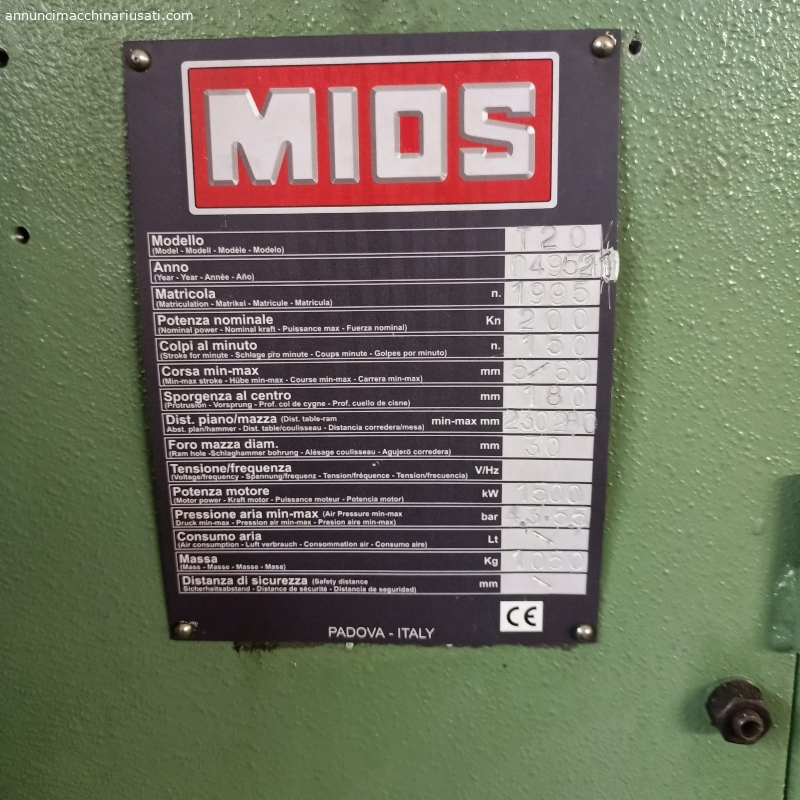 annuncimacchinariusati.com
MIOS
Modello T20
(Model - Modell - Modèle - Modelo)
Anno
(Year - Year - Année - Año)
Matricola n. 1995
(Matriculation - Matrikel - Matricule - Matricula)
Potenza nominale Kn 200
(Nominal power - Nominal kraft - Puissance max - Fuerza nominal)
Colpi al minuto n. 150
(Stroke for minute - Schlage pro minute - Coups minute - Golpes por minuto)
Corsa min-max mm 5/60
(Min-max stroke - Hübe min-max - Course min-max - Carrera min-max)
Sporgenza al centro mm 180
(Protrusión - Vorsprung - Prof. col de cygne - Prof. cuello de cisne)
Dist. piano/mazza (Dist. table-ram min-max mm 230280
Abst. plan/hammer - Dist. table/coulisseau - Distancia corredera/mesa)
Foro mazza diam. mm 30
(Ram hole -Schlaghammer bohrung - Alésage coulisseau - Agujerõ corredera)
Tensione/frequenza V/Hz
(Voltage/frequency - Spannung/frequenz - Tension/fréquence - Tension/frecuencia)
Potenza motore kW 1500
(Motor power - Kraft motor - Puissance moteur - Potencia motor)
Pressione aria min-max (Air Pressure min-max bar
Druck min-max - Pression air min-max - Presion aire min-max)
Consumo aria Lt
(Air consumption - Luft verbrauch - Consommation air - Consumo aire)
Massa Kg 1050
(Mass - Masse - Masse - Masa)
Distanza di sicurezza (Safety distance mm
Sicherheitsabstand - Distance de sécurité - Distancia de seguridad)
CE
PADOVA - ITALY